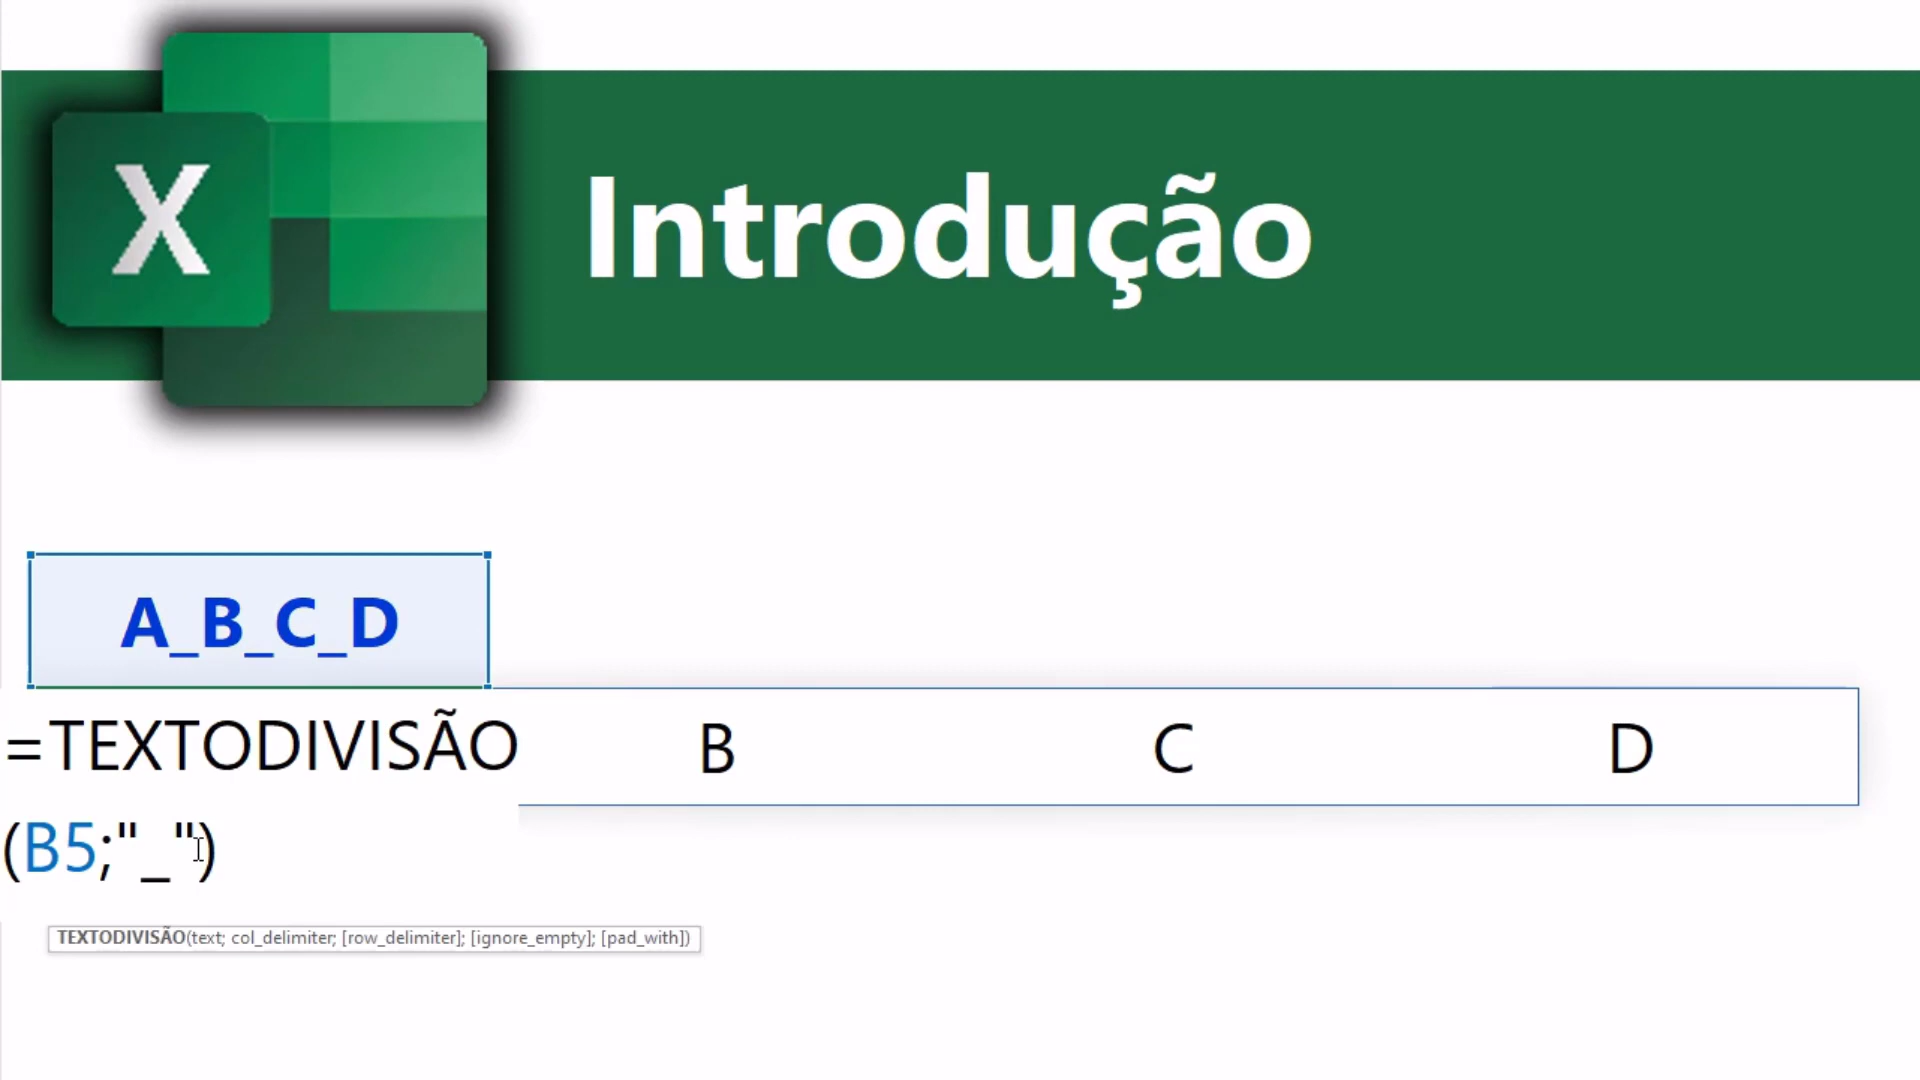 X
Introdução
A_B_C_D
=TEXTODIVISÃO B C D
(B5;"_")
TEXTODIVISÃO(text; col_delimiter; [row_delimiter]; [ignore_empty]; [pad_with])